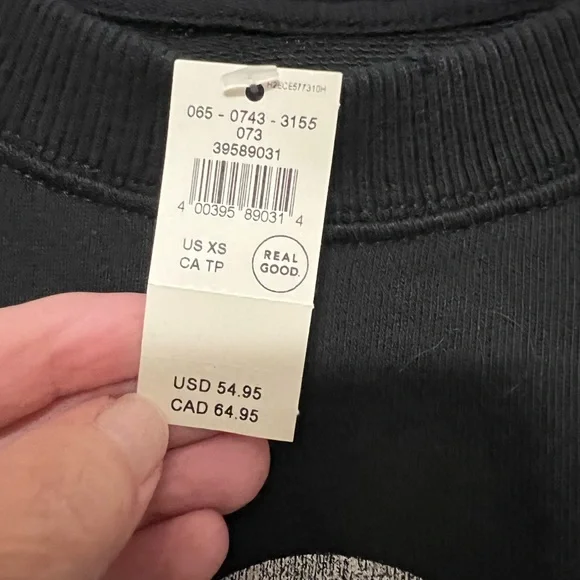 065 - 0743 - 3155
073
39589031
4 00395 89031 4
US XS
CA TP
REAL
GOOD.
USD 54.95
CAD 64.95